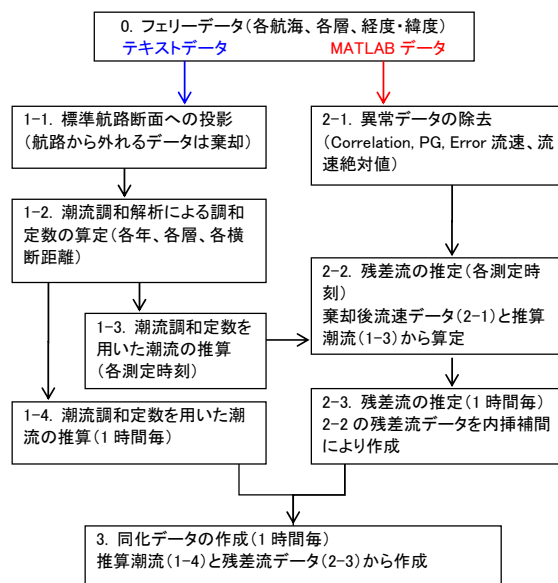 0. フェリーデータ(各航海、各層、経度・緯度)
テキストデータ
MATLAB データ
1-1. 標準航路断面への投影
(航路から外れるデータは棄却)
1-2. 潮流調和解析による調和
定数の算定(各年、各層、各横
断距離)
1-3. 潮流調和定数を
用いた潮流の推算
(各測定時刻)
1-4. 潮流調和定数を用いた潮
流の推算(1 時間毎)
2-1. 異常データの除去
(Correlation, PG, Error 流速、流
速絶対値)
2-2. 残差流の推定(各測定時
刻)
棄却後流速データ(2-1)と推算
潮流(1-3)から算定
2-3. 残差流の推定(1 時間毎)
2-2 の残差流データを内挿補間
により作成
3. 同化データの作成(1 時間毎)
推算潮流(1-4)と残差流データ(2-3)から作成